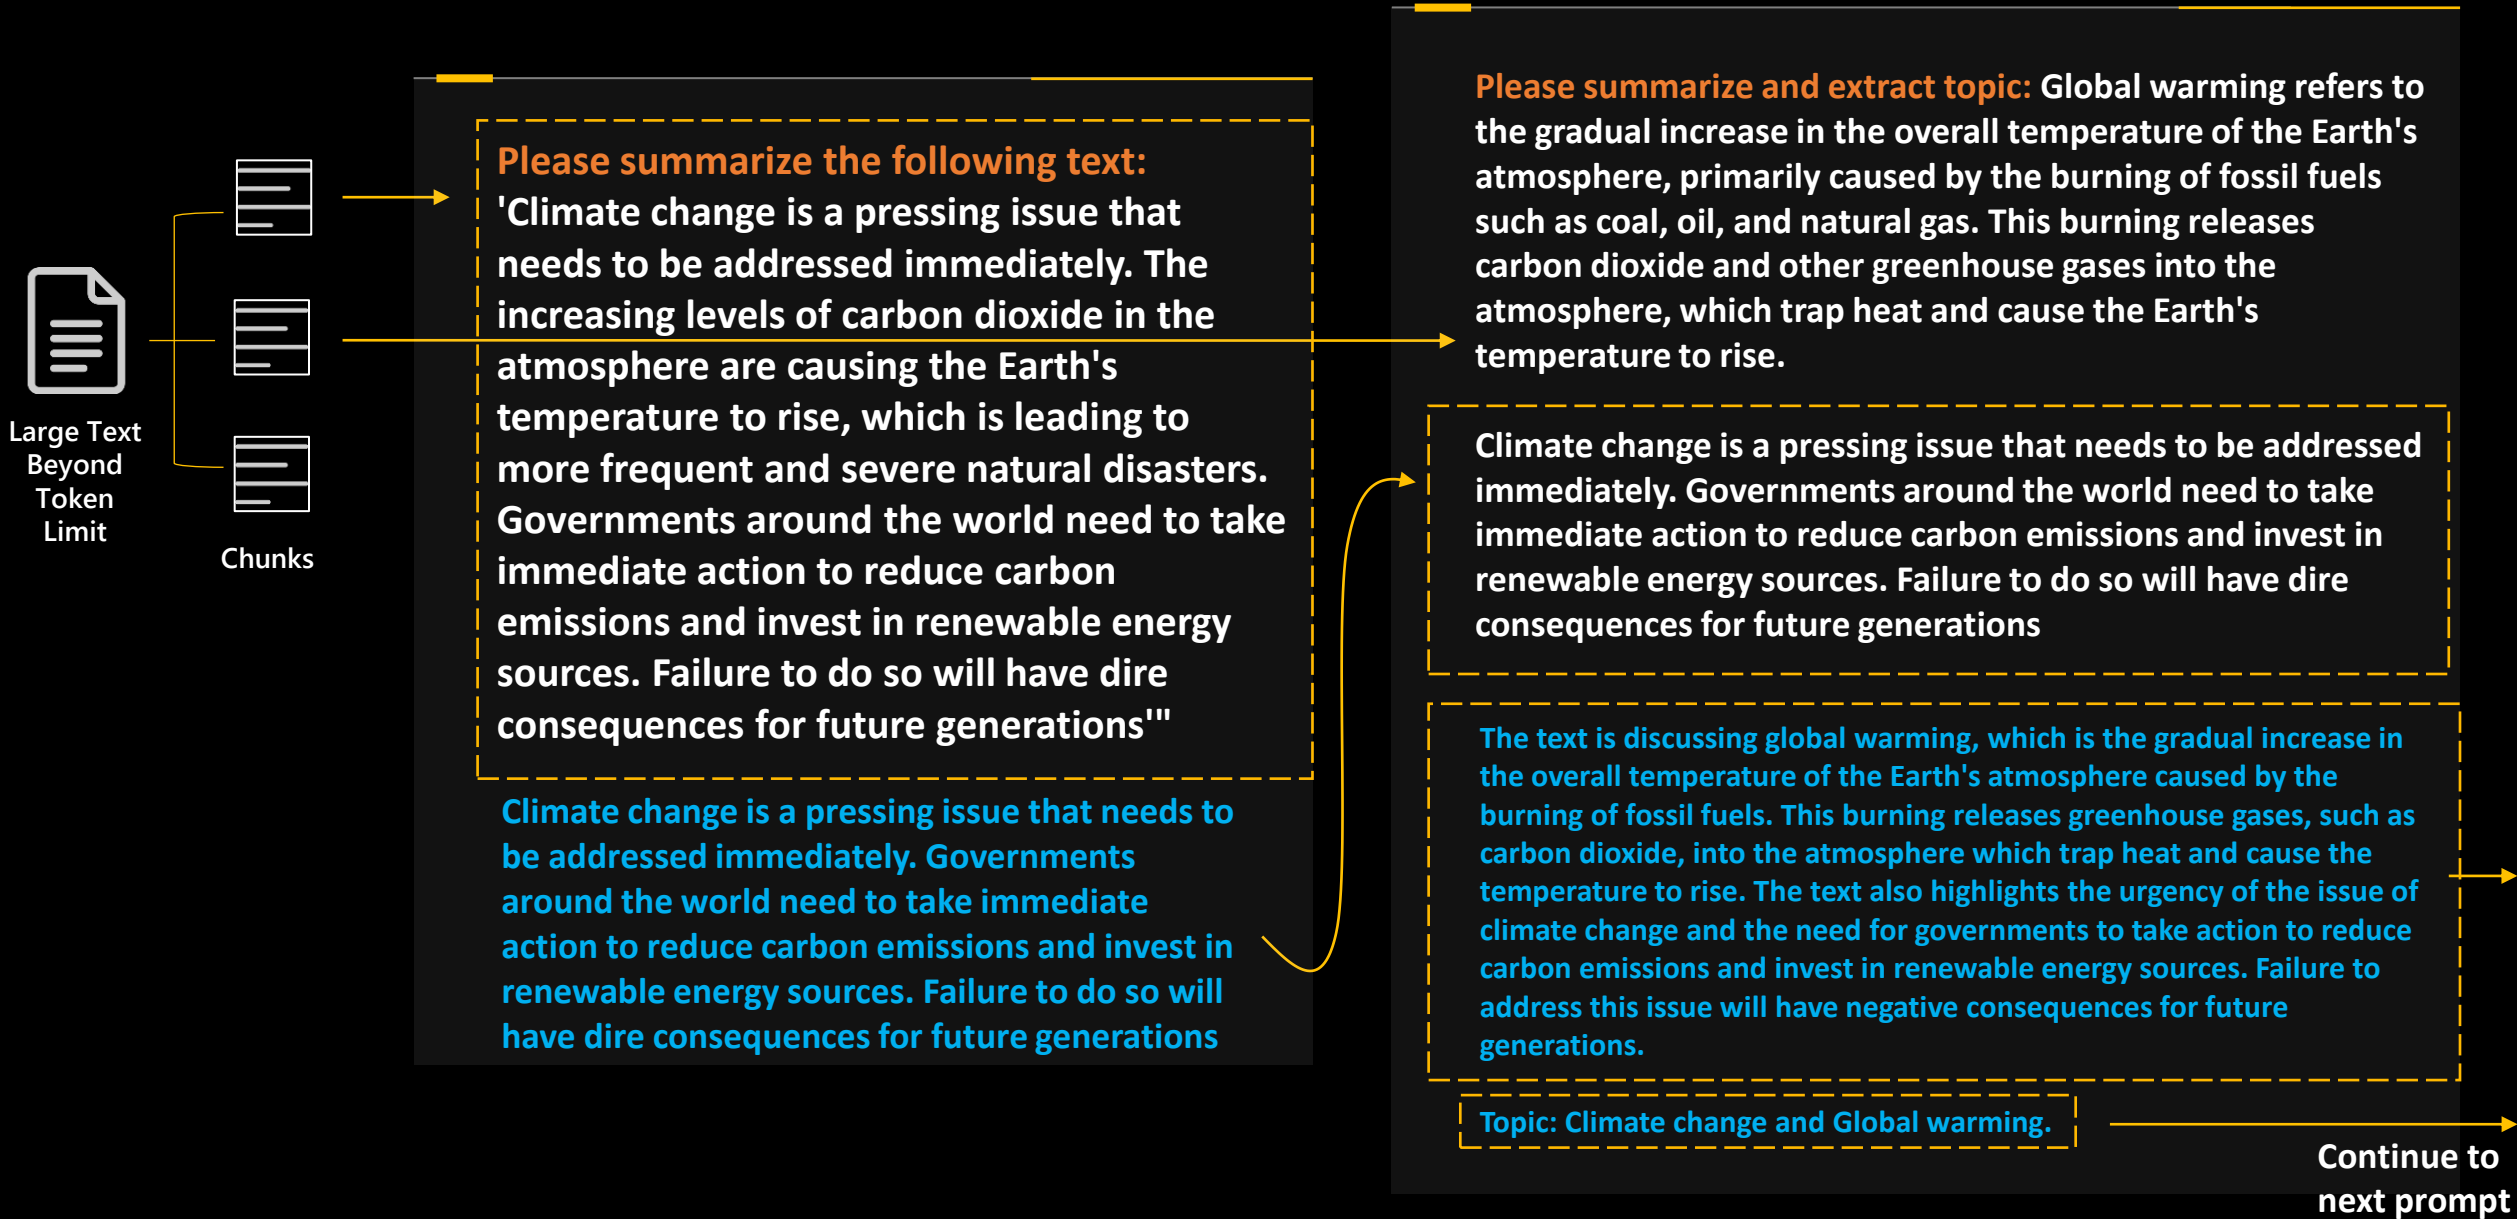 Large Text
Beyond
Token
Limit
Chunks
Please summarize the following text:
'Climate change is a pressing issue that
needs to be addressed immediately. The
increasing levels of carbon dioxide in the
atmosphere are causing the Earth's
temperature to rise, which is leading to
more frequent and severe natural disasters.
Governments around the world need to take
immediate action to reduce carbon
emissions and invest in renewable energy
sources. Failure to do so will have dire
consequences for future generations'"
Climate change is a pressing issue that needs to
be addressed immediately. Governments
around the world need to take immediate
action to reduce carbon emissions and invest in
renewable energy sources. Failure to do so will
have dire consequences for future generations
Please summarize and extract topic: Global warming refers to
the gradual increase in the overall temperature of the Earth's
atmosphere, primarily caused by the burning of fossil fuels
such as coal, oil, and natural gas. This burning releases
carbon dioxide and other greenhouse gases into the
atmosphere, which trap heat and cause the Earth's
temperature to rise.
Climate change is a pressing issue that needs to be addressed
immediately. Governments around the world need to take
immediate action to reduce carbon emissions and invest in
renewable energy sources. Failure to do so will have dire
consequences for future generations
The text is discussing global warming, which is the gradual increase in
the overall temperature of the Earth's atmosphere caused by the
burning of fossil fuels. This burning releases greenhouse gases, such as
carbon dioxide, into the atmosphere which trap heat and cause the
temperature to rise. The text also highlights the urgency of the issue of
climate change and the need for governments to take action to reduce
carbon emissions and invest in renewable energy sources. Failure to
address this issue will have negative consequences for future
generations.
Topic: Climate change and Global warming.
Continue to
next prompt